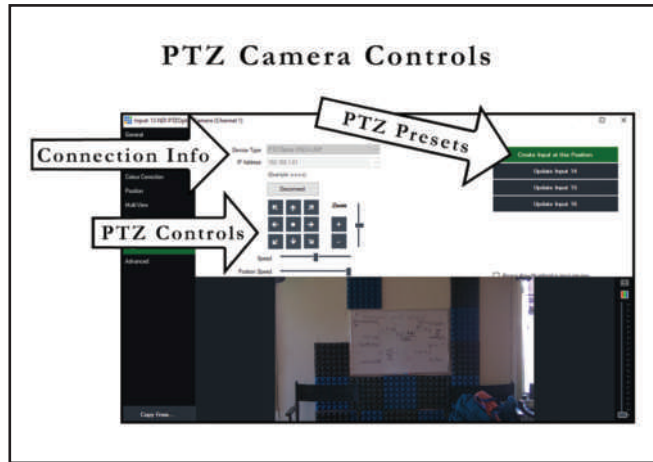 PTZ Camera Controls
PTZ Presets
Connection Info
PTZ Controls
General
Colour Correction
Position
Multi View
Advanced
Copy From...
Device Type
IP Address
Disconnect
Zoom
+
-
Speed
Position Speed
Create Input at this Position
Update Input 14
Update Input 15
Update Input 16